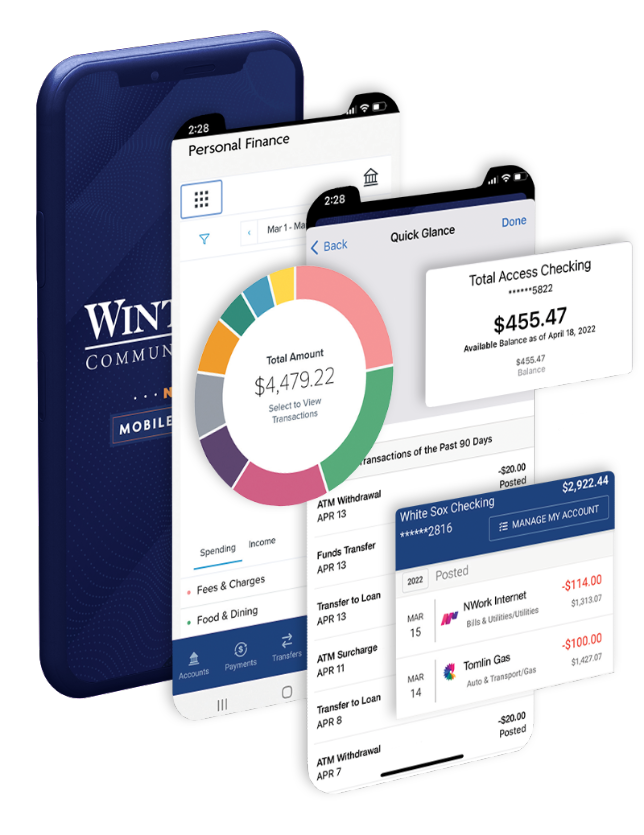 WINT
COMMUN
MOBILE
2:28
Personal Finance
Mar 1 - Ma
Total Amount
$4,479.22
Select to View
Transactions
Spending Income
Fees & Charges
Food & Dining
Accounts Payments Transfers
2:28
Back Quick Glance Done
Total Access Checking
******5822
$455.47
Available Balance as of April 18, 2022
$455.47
Balance
ransactions of the Past 90 Days
ATM Withdrawal -$20.00
APR 13 Posted
Funds Transfer
APR 13
Transfer to Loan
APR 13
ATM Surcharge
APR 11
Transfer to Loan
APR 8
ATM Withdrawal -$20.00
APR 7 Posted
White Sox Checking $2,922.44
******2816 MANAGE MY ACCOUNT
2022 Posted
MAR 15 NWork Internet -$114.00
Bills & Utilities/Utilities $1,313.07
MAR 14 Tomlin Gas -$100.00
Auto & Transport/Gas $1,427.07